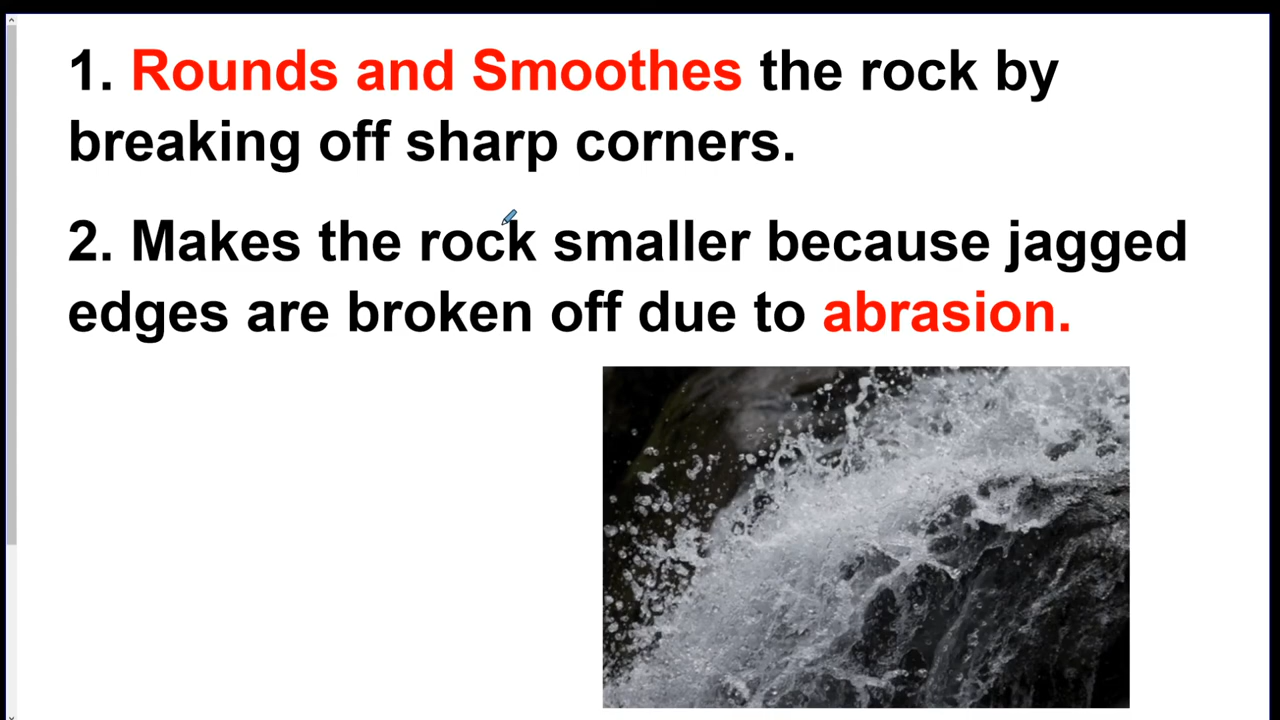 1. Rounds and Smoothes the rock by
breaking off sharp corners.
2. Makes the rock smaller because jagged
edges are broken off due to abrasion.